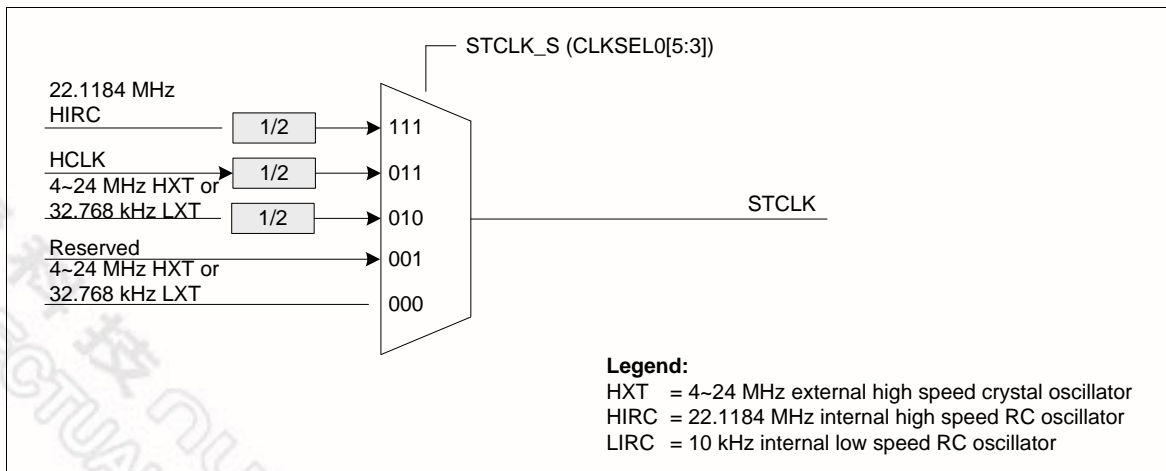 STCLK_S (CLKSEL0[5:3])
22.1184 MHz
HIRC
1/2
111
HCLK
1/2
011
4~24 MHz HXT or
32.768 kHz LXT
1/2
010
STCLK
Reserved
001
4~24 MHz HXT or
32.768 kHz LXT
000
Legend:
HXT = 4~24 MHz external high speed crystal oscillator
HIRC = 22.1184 MHz internal high speed RC oscillator
LIRC = 10 kHz internal low speed RC oscillator